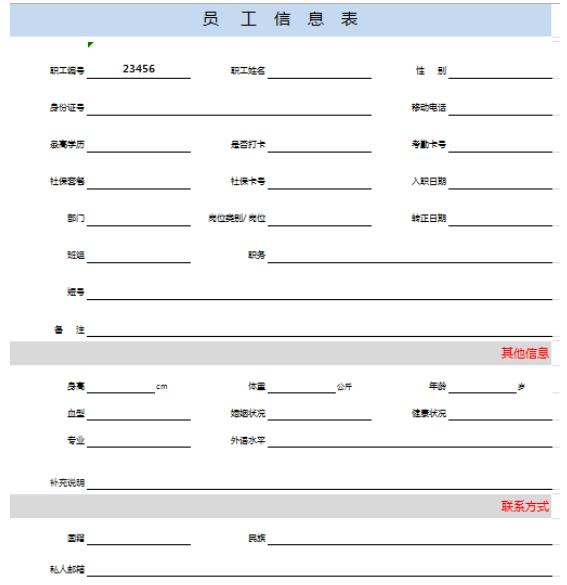 员 工 信 息 表
职工编号 23456 职工姓名 性 别
身份证号 移动电话
最高学历 是否打卡 考勤卡号
社保套餐 社保卡号 入职日期
部门 岗位类别/岗位 转正日期
班组 职务
短号
备 注
其他信息
身高 cm 体重 公斤 年龄 岁
血型 婚姻状况 健康状况
专业 外语水平
补充说明
联系方式
国籍 民族
私人邮箱